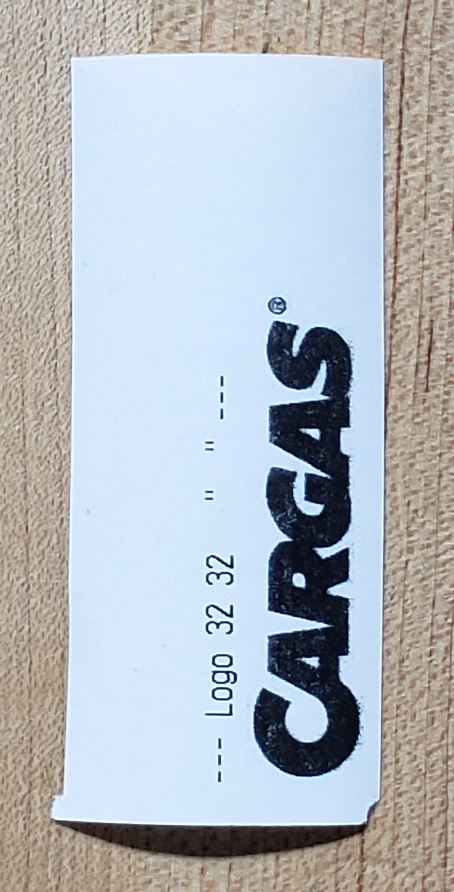 --- Logo 32 32    "  " ---
CARGAS®